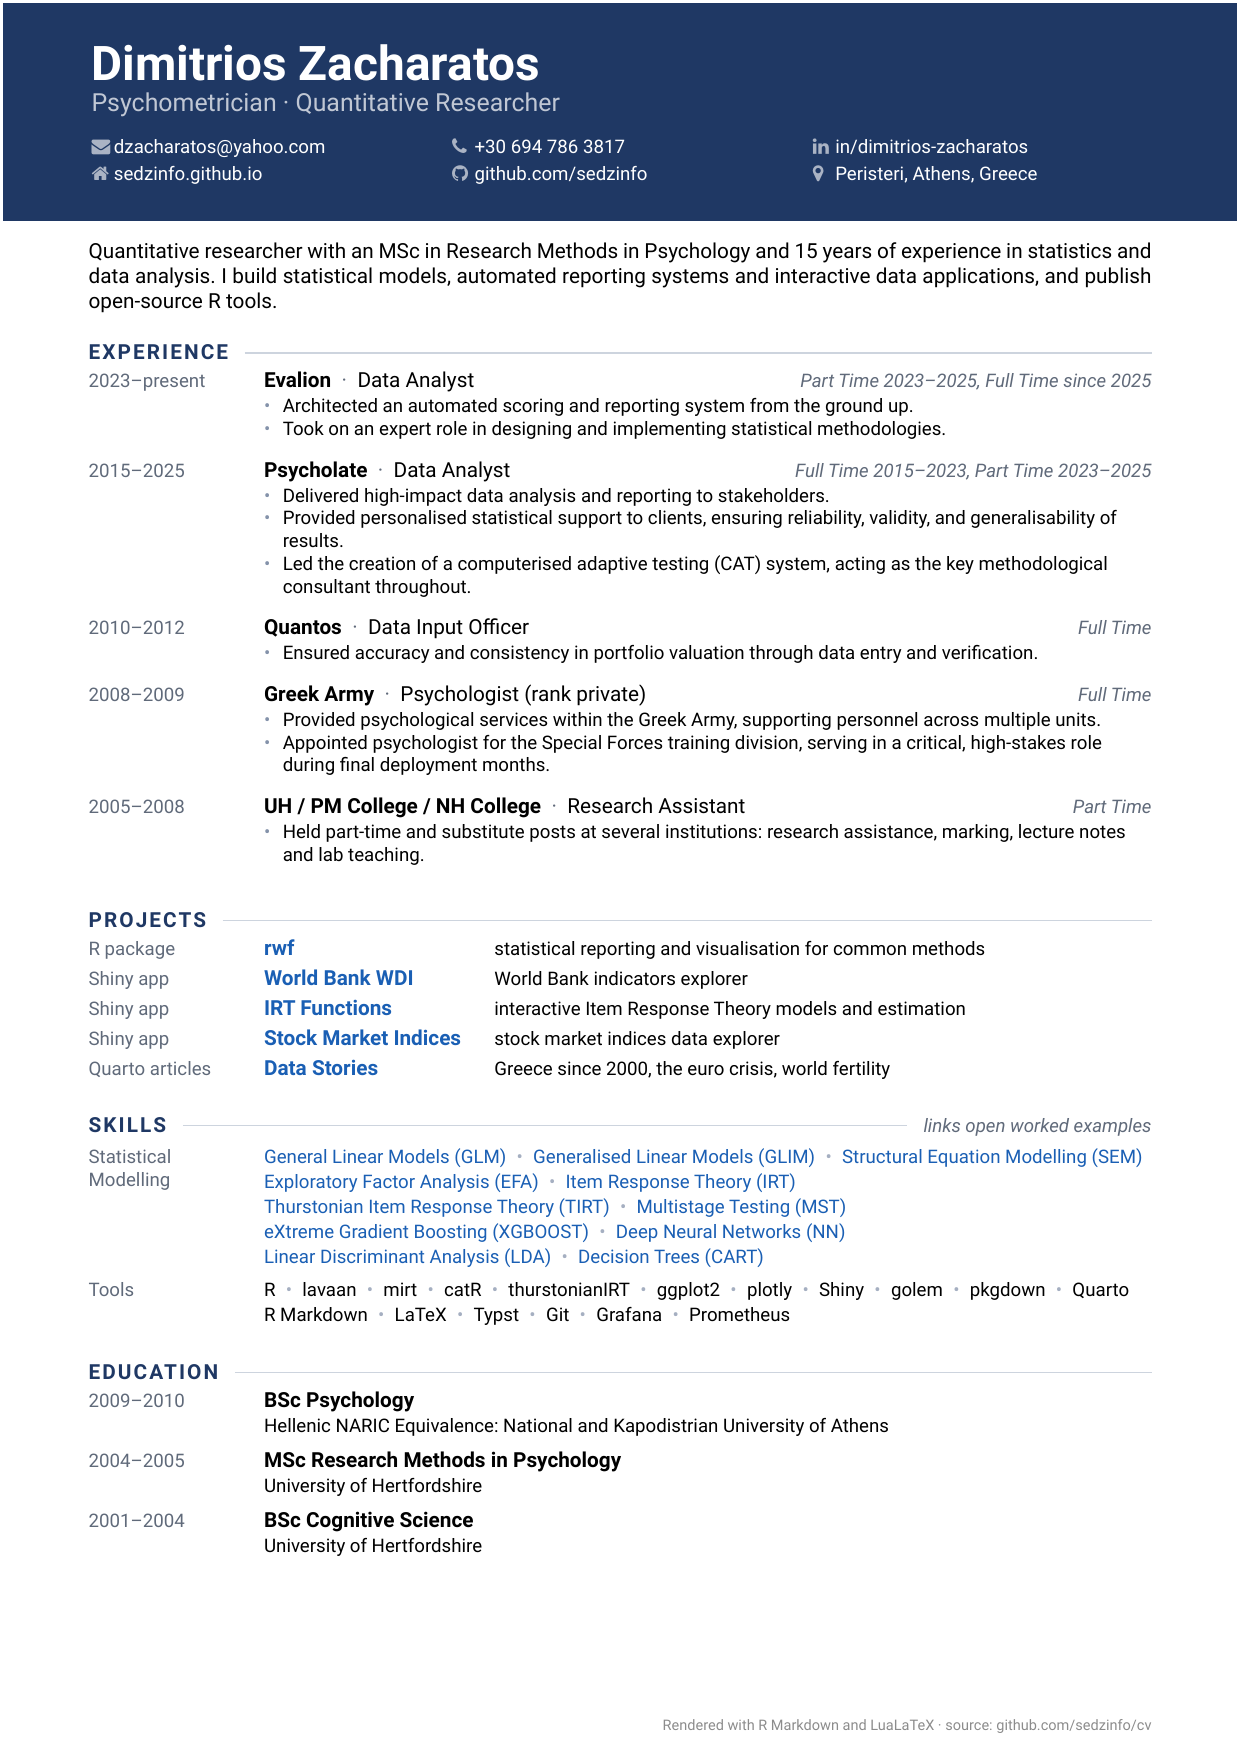 Dimitrios Zacharatos
Psychometrician · Quantitative Researcher
dzacharatos@yahoo.com +30 694 786 3817 in/dimitrios-zacharatos
sedzinfo.github.io github.com/sedzinfo Peristeri, Athens, Greece
Quantitative researcher with an MSc in Research Methods in Psychology and 15 years of experience in statistics and
data analysis. I build statistical models, automated reporting systems and interactive data applications, and publish
open-source R tools.
EXPERIENCE
2023–present Evalion · Data Analyst Part Time 2023–2025, Full Time since 2025
• Architected an automated scoring and reporting system from the ground up.
• Took on an expert role in designing and implementing statistical methodologies.
2015–2025 Psycholate · Data Analyst Full Time 2015–2023, Part Time 2023–2025
• Delivered high-impact data analysis and reporting to stakeholders.
• Provided personalised statistical support to clients, ensuring reliability, validity, and generalisability of
results.
• Led the creation of a computerised adaptive testing (CAT) system, acting as the key methodological
consultant throughout.
2010–2012 Quantos · Data Input Officer Full Time
• Ensured accuracy and consistency in portfolio valuation through data entry and verification.
2008–2009 Greek Army · Psychologist (rank private) Full Time
• Provided psychological services within the Greek Army, supporting personnel across multiple units.
• Appointed psychologist for the Special Forces training division, serving in a critical, high-stakes role
during final deployment months.
2005–2008 UH / PM College / NH College · Research Assistant Part Time
• Held part-time and substitute posts at several institutions: research assistance, marking, lecture notes
and lab teaching.
PROJECTS
R package rwf statistical reporting and visualisation for common methods
Shiny app World Bank WDI World Bank indicators explorer
Shiny app IRT Functions interactive Item Response Theory models and estimation
Shiny app Stock Market Indices stock market indices data explorer
Quarto articles Data Stories Greece since 2000, the euro crisis, world fertility
SKILLS links open worked examples
Statistical Modelling General Linear Models (GLM) • Generalised Linear Models (GLIM) • Structural Equation Modelling (SEM)
Exploratory Factor Analysis (EFA) • Item Response Theory (IRT)
Thurstonian Item Response Theory (TIRT) • Multistage Testing (MST)
eXtreme Gradient Boosting (XGBOOST) • Deep Neural Networks (NN)
Linear Discriminant Analysis (LDA) • Decision Trees (CART)
Tools R • lavaan • mirt • catR • thurstonianIRT • ggplot2 • plotly • Shiny • golem • pkgdown • Quarto
R Markdown • LaTeX • Typst • Git • Grafana • Prometheus
EDUCATION
2009–2010 BSc Psychology
Hellenic NARIC Equivalence: National and Kapodistrian University of Athens
2004–2005 MSc Research Methods in Psychology
University of Hertfordshire
2001–2004 BSc Cognitive Science
University of Hertfordshire
Rendered with R Markdown and LuaLaTeX · source: github.com/sedzinfo/cv